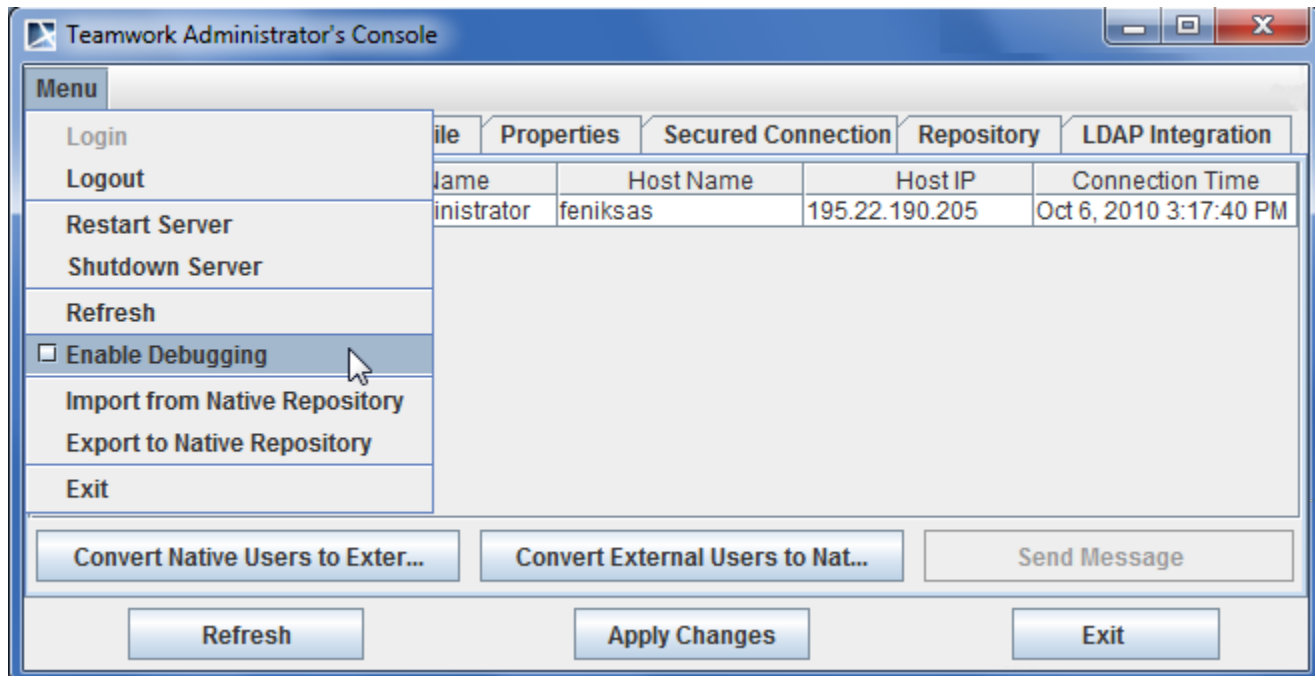 Teamwork Administrator's Console
Menu
Login
Logout
Restart Server
Shutdown Server
Refresh
Enable Debugging
Import from Native Repository
Export to Native Repository
Exit
ile Properties Secured Connection Repository LDAP Integration
Name Host Name Host IP Connection Time
inistrator feniksas 195.22.190.205 Oct 6, 2010 3:17:40 PM
Convert Native Users to Exter... Convert External Users to Nat... Send Message
Refresh Apply Changes Exit